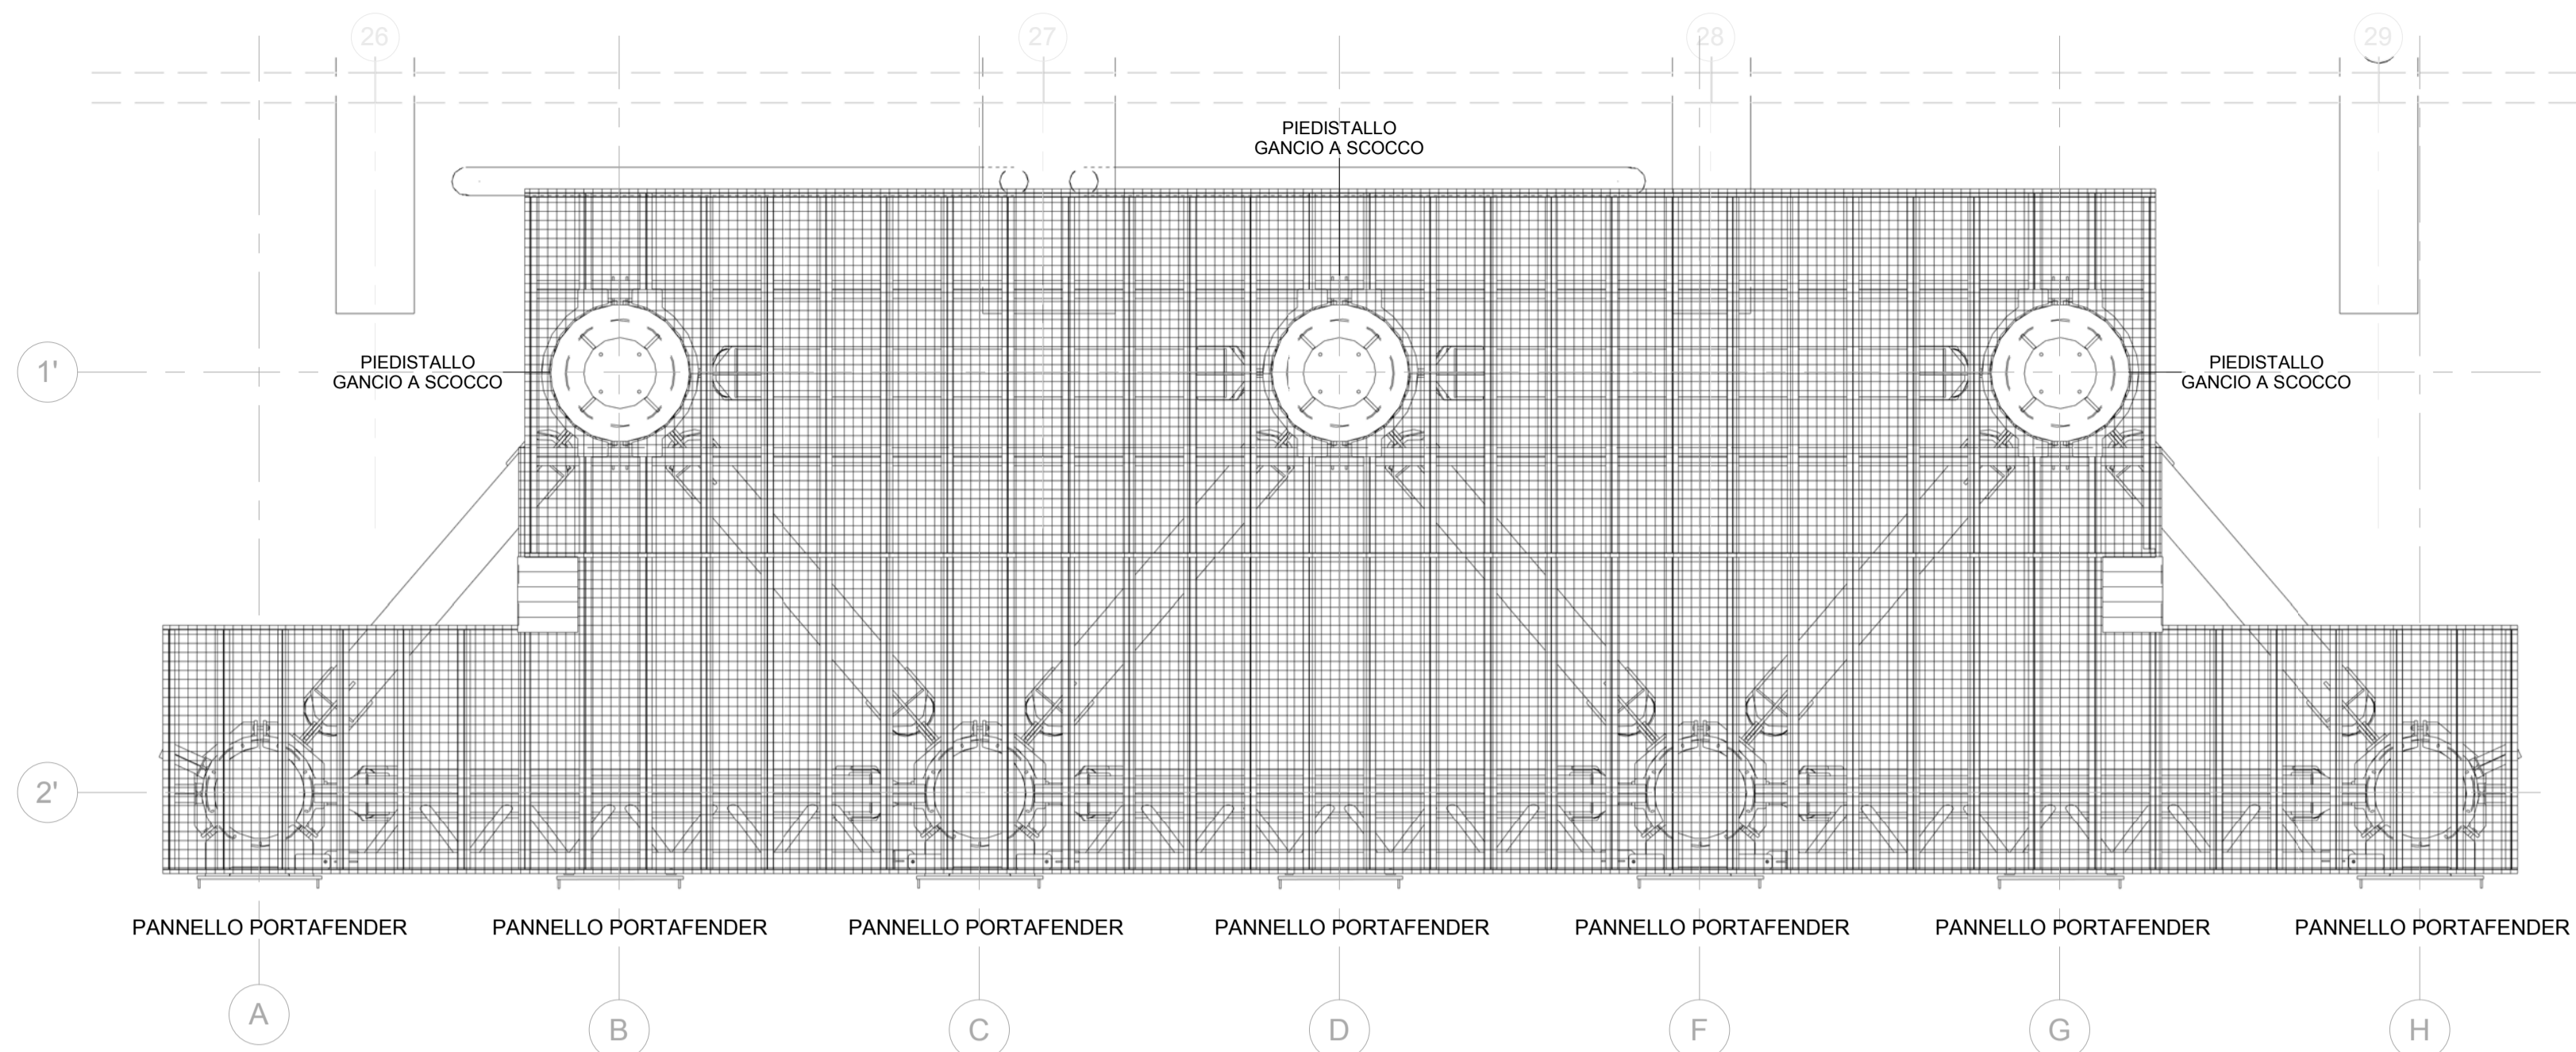 26
27
28
29
PIEDISTALLO
GANCIO A SCOCCO
1'
PIEDISTALLO
GANCIO A SCOCCO
PIEDISTALLO
GANCIO A SCOCCO
2'
PANNELLO PORTAFENDER
PANNELLO PORTAFENDER
PANNELLO PORTAFENDER
PANNELLO PORTAFENDER
PANNELLO PORTAFENDER
PANNELLO PORTAFENDER
PANNELLO PORTAFENDER
A
B
C
D
F
G
H